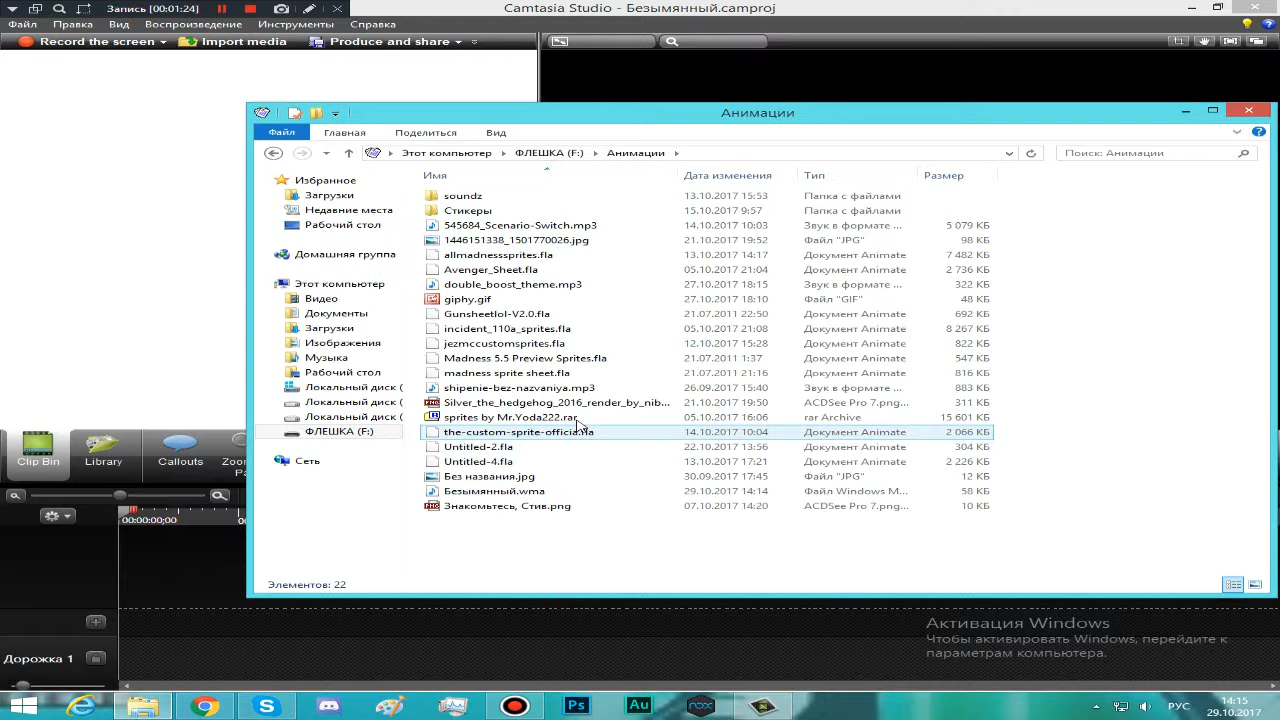 Запись [00:01:24]
Camtasia Studio - Безымянный.camproj
Файл Правка Вид Воспроизведение Инструменты Справка
Record the screen Import media Produce and share
Анимации
Файл Главная Поделиться Вид
Этот компьютер ФЛЕШКА (F:) Анимации
Поиск: Анимации
Имя Дата изменения Тип Размер
Избранное
Загрузки
Недавние места
Рабочий стол
Домашняя группа
Этот компьютер
Видео
Документы
Загрузки
Изображения
Музыка
Рабочий стол
Локальный диск (
Локальный диск (
Локальный диск (
ФЛЕШКА (F:)
Сеть
soundz 13.10.2017 15:53 Папка с файлами
Стикеры 15.10.2017 9:57 Папка с файлами
545684_Scenario-Switch.mp3 14.10.2017 10:03 Звук в формате ... 5 079 КБ
1446151338_1501770026.jpg 21.10.2017 19:52 Файл "JPG" 98 КБ
allmadnesssprites.fla 13.10.2017 14:17 Документ Animate 7 482 КБ
Avenger_Sheet.fla 05.10.2017 21:04 Документ Animate 2 736 КБ
double_boost_theme.mp3 27.10.2017 18:15 Звук в формате ... 322 КБ
giphy.gif 27.10.2017 18:10 Файл "GIF" 48 КБ
Gunsheetlol-V2.0.fla 21.07.2011 22:50 Документ Animate 692 КБ
incident_110a_sprites.fla 05.10.2017 21:08 Документ Animate 8 267 КБ
jezmccustomsprites.fla 12.10.2017 15:28 Документ Animate 822 КБ
Madness 5.5 Preview Sprites.fla 21.07.2011 1:37 Документ Animate 547 КБ
madness sprite sheet.fla 21.07.2011 21:16 Документ Animate 816 КБ
shipenie-bez-nazvaniya.mp3 26.09.2017 15:40 Звук в формате ... 883 КБ
Silver_the_hedgehog_2016_render_by_nib... 21.10.2017 19:50 ACDSee Pro 7.png... 113 КБ
sprites by Mr.Yoda222.rar 05.10.2017 16:06 rar Archive 15 601 КБ
the-custom-sprite-official.fla 14.10.2017 10:04 Документ Animate 2 066 КБ
Untitled-2.fla 22.10.2017 13:56 Документ Animate 57 КБ
Untitled-4.fla 13.10.2017 17:21 Документ Animate 2 226 КБ
Без названия.jpg 30.09.2017 17:45 Файл "JPG" 12 КБ
Безымянный.wma 29.10.2017 14:14 Файл Windows M... 58 КБ
Знакомьтесь, Стив.png 07.10.2017 14:20 ACDSee Pro 7.png... 10 КБ
Элементов: 22
Clip Bin Library Callouts
00:00:00;00
Дорожка 1
Активация Windows
Чтобы активировать Windows, перейдите к
параметрам компьютера.
Ps Au nox
РУС
14:15
29.10.2017